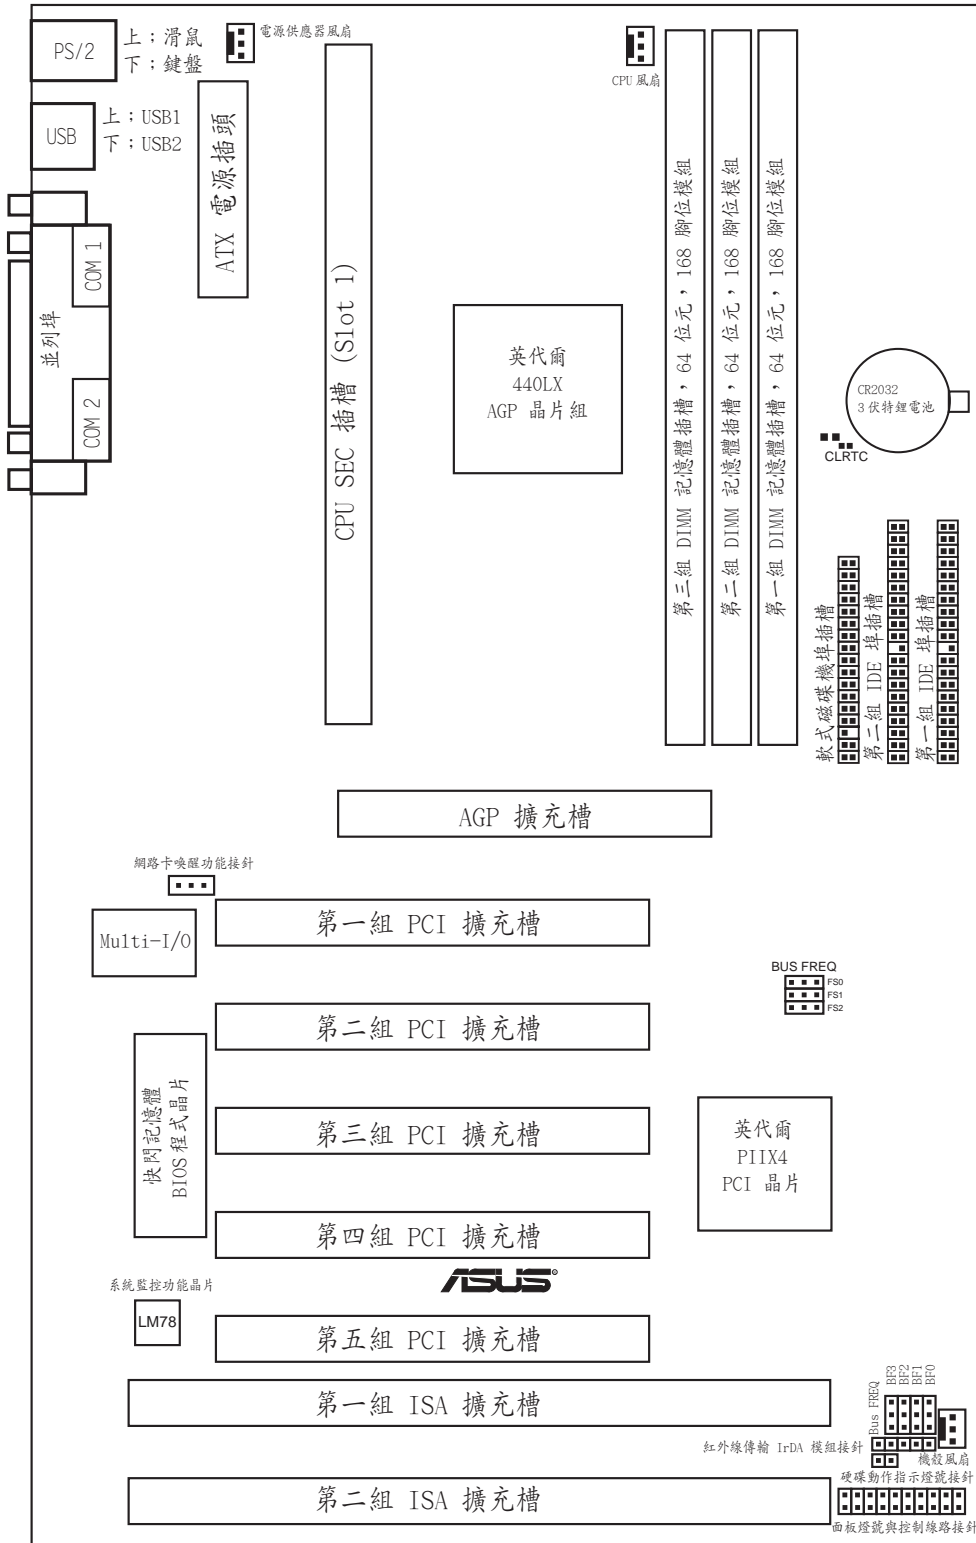 PS/2
上；滑鼠
下；鍵盤
電源供應器風扇
CPU 風扇
USB
上；USB1
下；USB2
ATX 電源插頭
COM 1
並列埠
COM 2
CPU SEC 插槽 (Slot 1)
英代爾
440LX
AGP 晶片組
第三組 DIMM 記憶體插槽，64 位元，168 腳位模組
第二組 DIMM 記憶體插槽，64 位元，168 腳位模組
第一組 DIMM 記憶體插槽，64 位元，168 腳位模組
CR2032
3 伏特鋰電池
CLRTC
軟式磁碟機埠插槽
第二組 IDE 埠插槽
第一組 IDE 埠插槽
AGP 擴充槽
網路卡喚醒功能接針
Multi-I/O
第一組 PCI 擴充槽
BUS FREQ
FS0
FS1
FS2
第二組 PCI 擴充槽
快閃記憶體
BIOS程式晶片
第三組 PCI 擴充槽
英代爾
PIIX4
PCI 晶片
第四組 PCI 擴充槽
ASUS®
系統監控功能晶片
LM78
第五組 PCI 擴充槽
第一組 ISA 擴充槽
Bus FREQ
BF3
BF2
BF1
BF0
紅外線傳輸 IrDA 模組接針
機殼風扇
硬碟動作指示燈號接針
第二組 ISA 擴充槽
面板燈號與控制線路接針